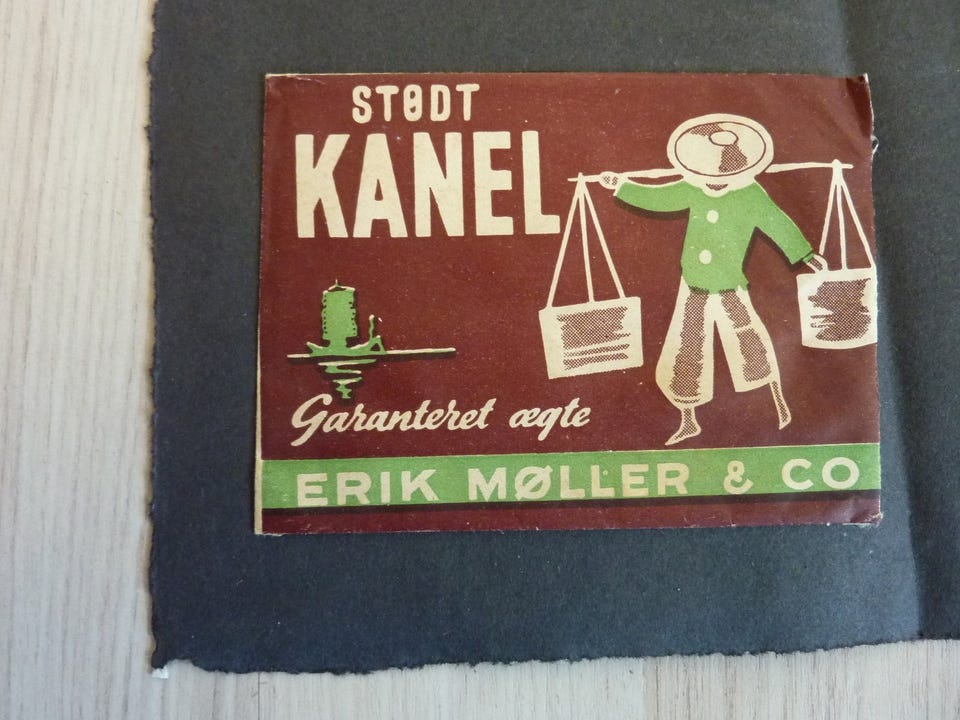 STØDT
KANEL
Garanteret ægte
ERIK MØLLER & CO